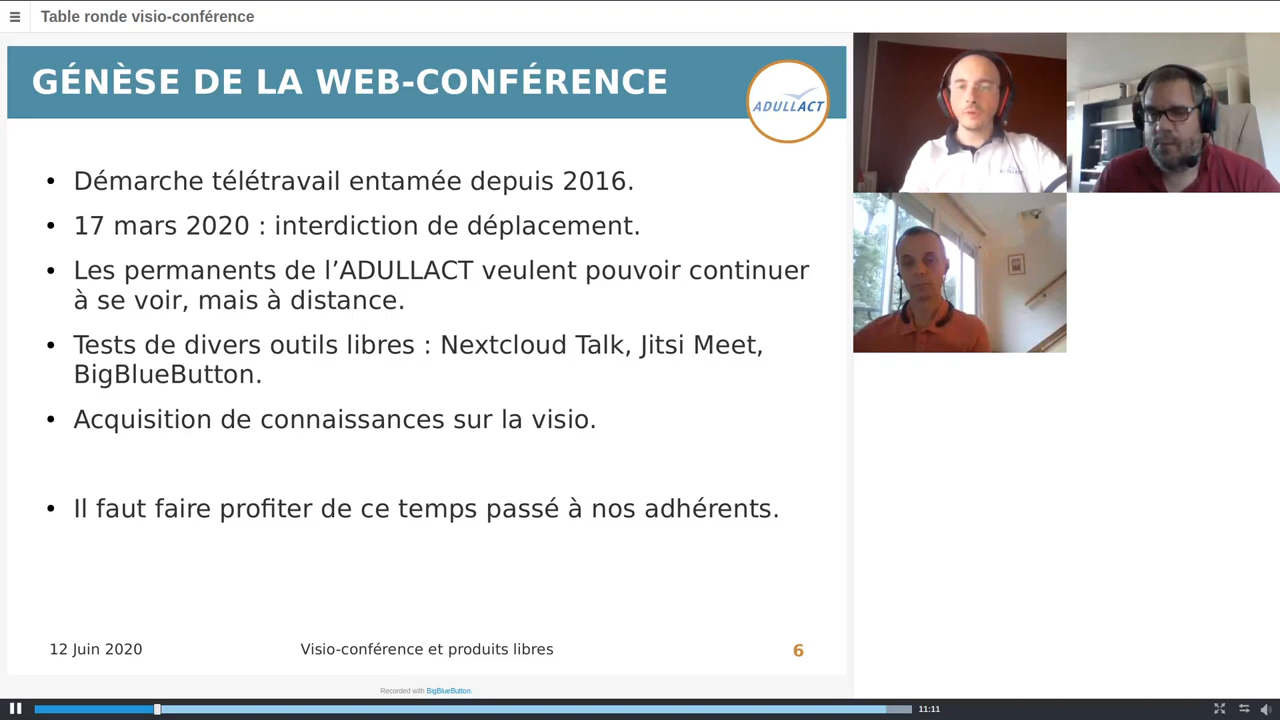 Table ronde visio-conférence
GÉNÈSE DE LA WEB-CONFÉRENCE
ADULLACT
• Démarche télétravail entamée depuis 2016.
• 17 mars 2020 : interdiction de déplacement.
• Les permanents de l’ADULLACT veulent pouvoir continuer
à se voir, mais à distance.
• Tests de divers outils libres : Nextcloud Talk, Jitsi Meet,
BigBlueButton.
• Acquisition de connaissances sur la visio.
• Il faut faire profiter de ce temps passé à nos adhérents.
12 Juin 2020
Visio-conférence et produits libres
6
Recorded with BigBlueButton.
11:11